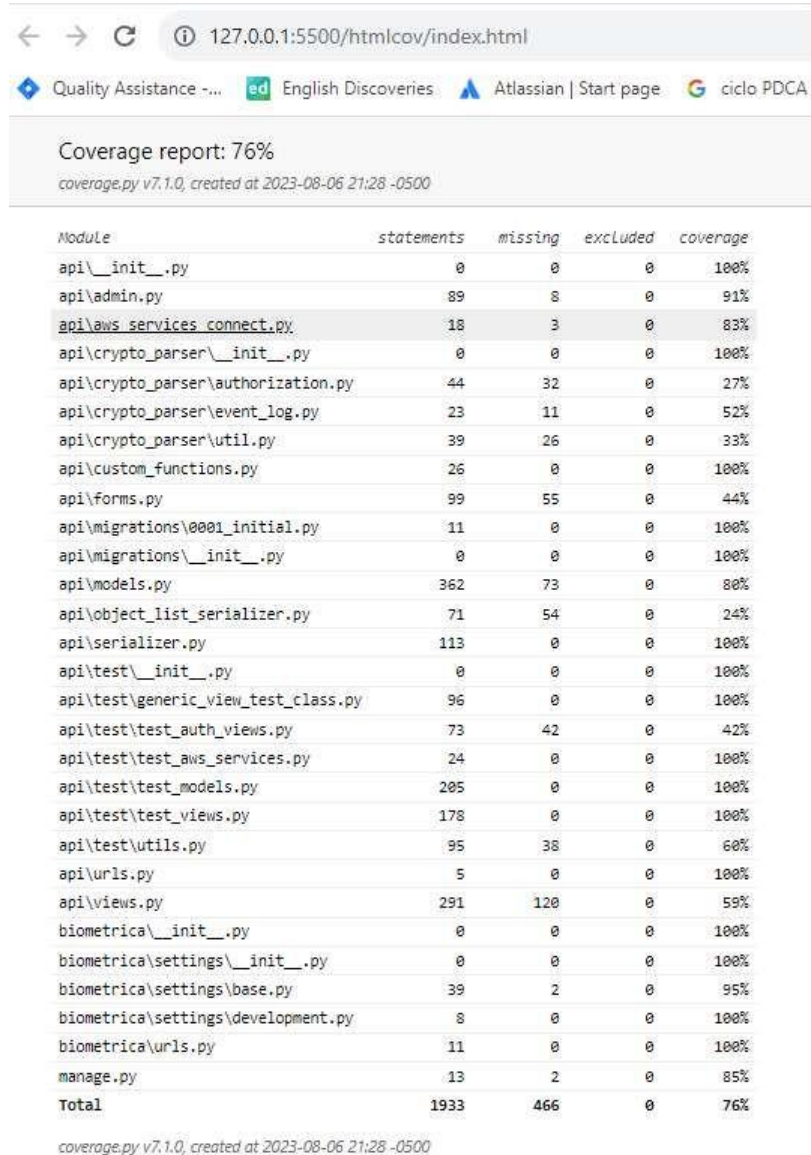 127.0.0.1:5500/htmlcov/index.html
Quality Assistance -... ed English Discoveries Atlassian | Start page G ciclo PDCA
Coverage report: 76%
coverage.py v7.1.0, created at 2023-08-06 21:28 -0500
Module statements missing excluded coverage
api\__init__.py 0 0 0 100%
api\admin.py 89 8 0 91%
api\aws_services_connect.py 18 3 0 83%
api\crypto_parser\__init__.py 0 0 0 100%
api\crypto_parser\authorization.py 44 32 0 27%
api\crypto_parser\event_log.py 23 11 0 52%
api\crypto_parser\util.py 39 26 0 33%
api\custom_functions.py 26 0 0 100%
api\forms.py 99 55 0 44%
api\migrations\0001_initial.py 11 0 0 100%
api\migrations\__init__.py 0 0 0 100%
api\models.py 362 73 0 80%
api\object_list_serializer.py 71 54 0 24%
api\serializer.py 113 0 0 100%
api\test\__init__.py 0 0 0 100%
api\test\generic_view_test_class.py 96 0 0 100%
api\test\test_auth_views.py 73 42 0 42%
api\test\test_aws_services.py 24 0 0 100%
api\test\test_models.py 205 0 0 100%
api\test\test_views.py 178 0 0 100%
api\test\utils.py 95 38 0 60%
api\urls.py 5 0 0 100%
api\views.py 291 120 0 59%
biometrica\__init__.py 0 0 0 100%
biometrica\settings\__init__.py 0 0 0 100%
biometrica\settings\base.py 39 2 0 95%
biometrica\settings\development.py 8 0 0 100%
biometrica\urls.py 11 0 0 100%
manage.py 13 2 0 85%
Total 1933 466 0 76%
coverage.py v7.1.0, created at 2023-08-06 21:28 -0500